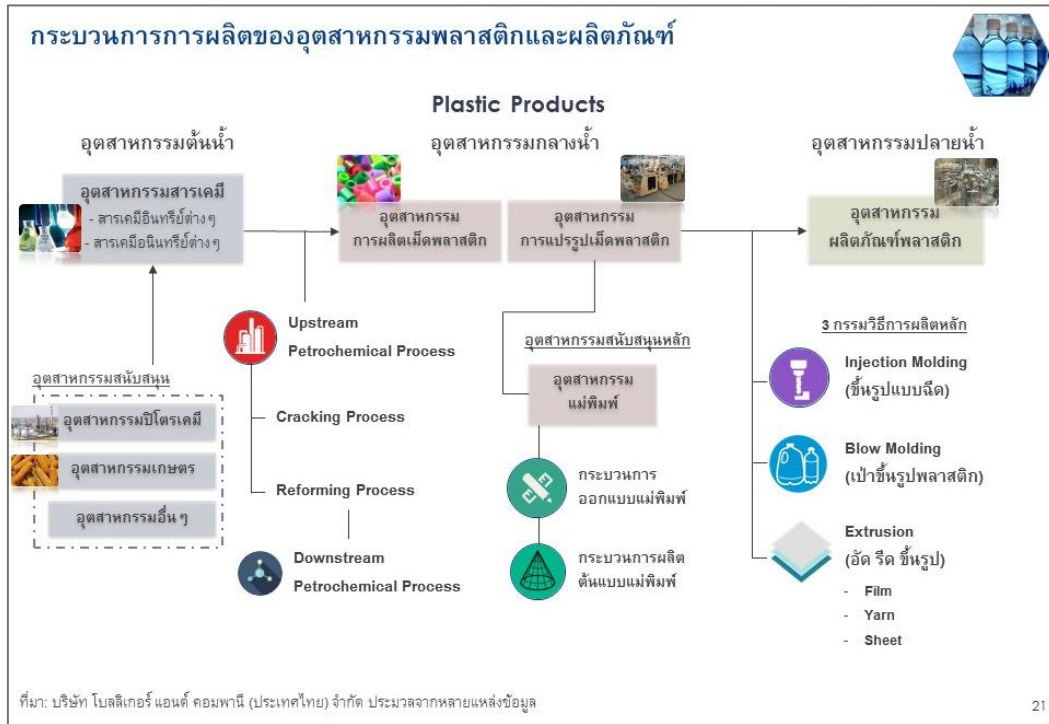 กระบวนการการผลิตของอุตสาหกรรมพลาสติกและผลิตภัณฑ์
Plastic Products
อุตสาหกรรมต้นน้ำ
อุตสาหกรรมกลางน้ำ
อุตสาหกรรมปลายน้ำ
อุตสาหกรรมสารเคมี
- สารเคมีอินทรีย์ต่างๆ
- สารเคมีอนินทรีย์ต่างๆ
อุตสาหกรรม
การผลิตเม็ดพลาสติก
อุตสาหกรรม
การแปรรูปเม็ดพลาสติก
อุตสาหกรรม
ผลิตภัณฑ์พลาสติก
อุตสาหกรรมสนับสนุน
อุตสาหกรรมปิโตรเคมี
อุตสาหกรรมเกษตร
อุตสาหกรรมอื่นๆ
Upstream
Petrochemical Process
Cracking Process
Reforming Process
Downstream
Petrochemical Process
อุตสาหกรรมสนับสนุนหลัก
อุตสาหกรรม
แม่พิมพ์
กระบวนการ
ออกแบบแม่พิมพ์
กระบวนการผลิต
ต้นแบบแม่พิมพ์
3 กรรมวิธีการผลิตหลัก
Injection Molding
(ขึ้นรูปแบบฉีด)
Blow Molding
(เป่าขึ้นรูปพลาสติก)
Extrusion
(อัด รีด ขึ้นรูป)
- Film
- Yarn
- Sheet
ที่มา: บริษัท โบลลิเกอร์ แอนด์ คอมพานี (ประเทศไทย) จำกัด ประมวลจากหลายแหล่งข้อมูล
21